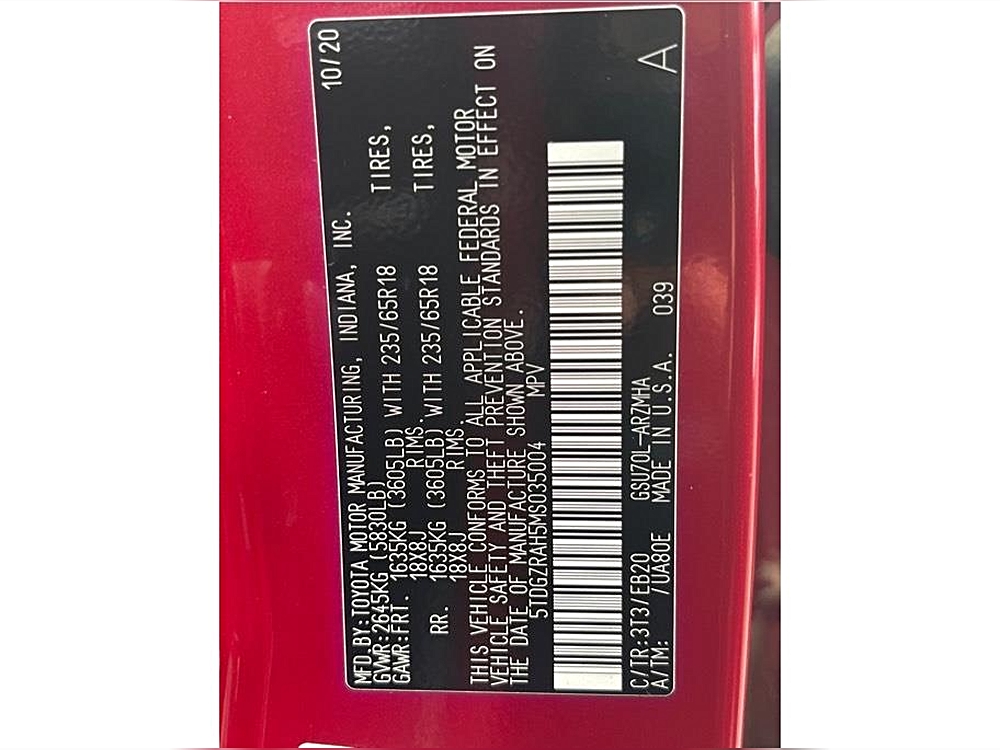 MFD.BY:TOYOTA MOTOR MANUFACTURING, INDIANA, INC. 10/20
GVWR:2645KG (5830LB)
GAWR:FRT. 1635KG (3605LB) WITH 235/65R18 TIRES,
18X8J RIMS.
RR. 1635KG (3605LB) WITH 235/65R18 TIRES,
18X8J RIMS.
THIS VEHICLE CONFORMS TO ALL APPLICABLE FEDERAL MOTOR
VEHICLE SAFETY AND THEFT PREVENTION STANDARDS IN EFFECT ON
THE DATE OF MANUFACTURE SHOWN ABOVE.
5TDGZRAH5MS035004 MPV
C/TR:3T3/EB20 GSU70L-ARZMHA
A/TM: /UA80E MADE IN U.S.A. 039 A